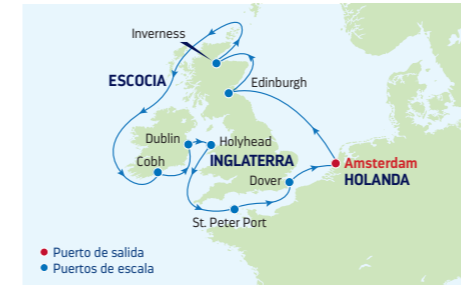 Inverness
ESCOCIA
Edinburgh
Dublin
Holyhead
Cobh
INGLATERRA
Amsterdam
Dover
HOLANDA
St. Peter Port
Puerto de salida
Puertos de escala